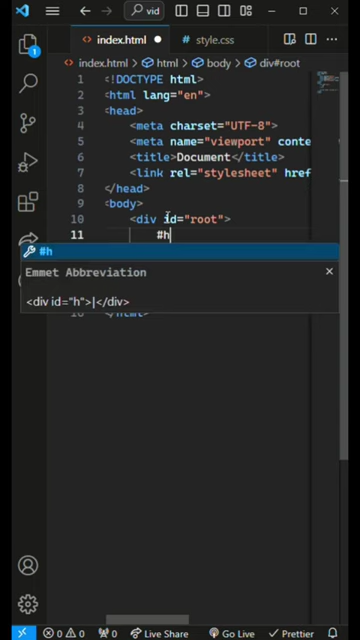 vid
index.html
# style.css
index.html > html > body > div#root
1 <!DOCTYPE html>
2 <html lang="en">
3 <head>
4 <meta charset="UTF-8">
5 <meta name="viewport" conte
6 <title>Document</title>
7 <link rel="stylesheet" href
8 </head>
9 <body>
10 <div id="root">
11 #h
#h
Emmet Abbreviation
<div id="h">|</div>
</html>
1
0 0 0 Live Share Go Live Prettier